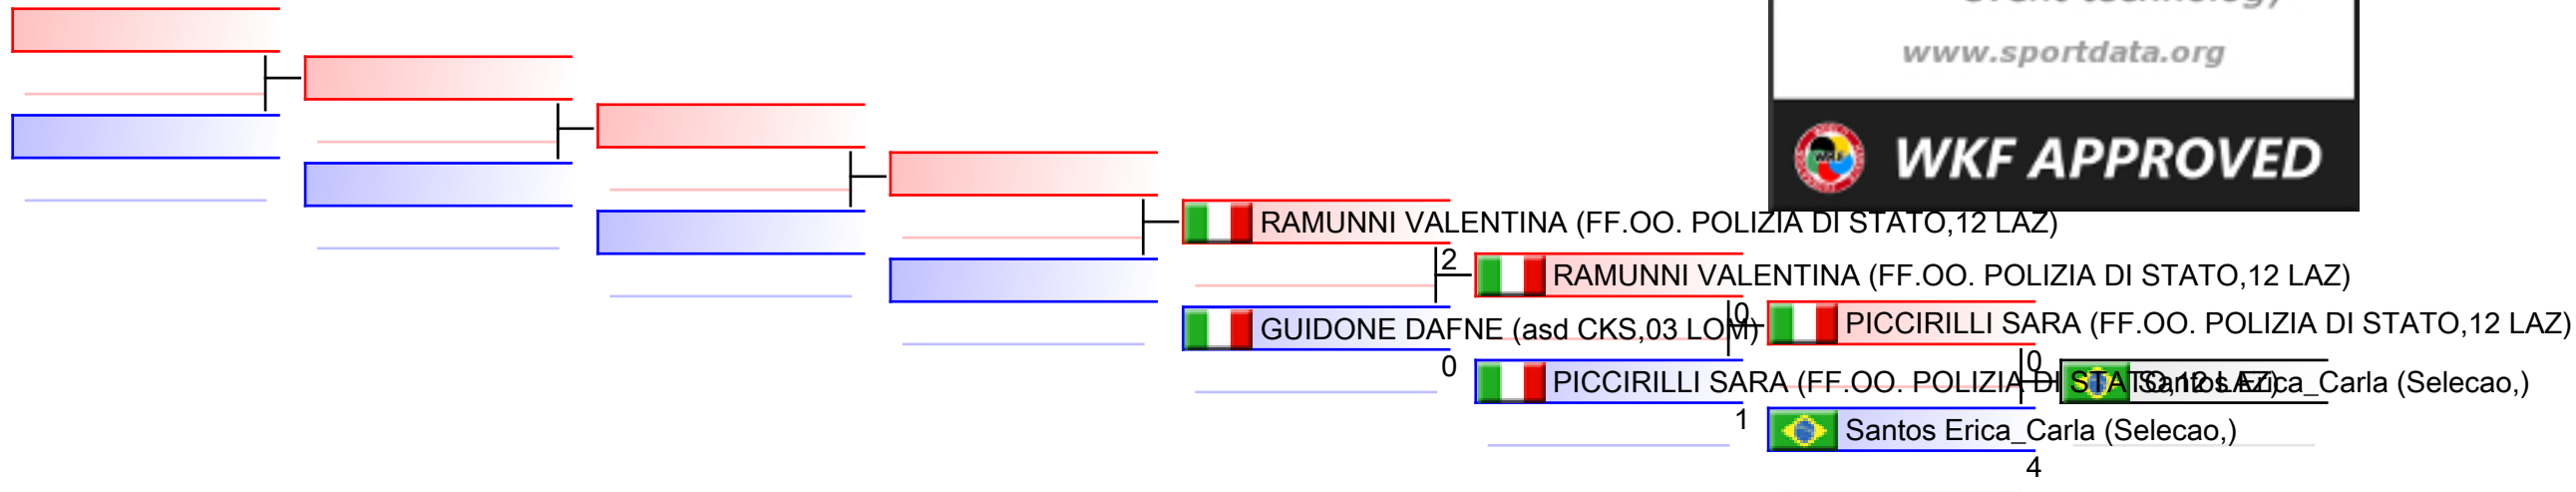 event technology
www.sportdata.org
WKF APPROVED
RAMUNNI VALENTINA (FF.OO. POLIZIA DI STATO,12 LAZ)
2
RAMUNNI VALENTINA (FF.OO. POLIZIA DI STATO,12 LAZ)
0
GUIDONE DAFNE (asd CKS,03 LOM)
0
PICCIRILLI SARA (FF.OO. POLIZIA DI STATO,12 LAZ)
0
PICCIRILLI SARA (FF.OO. POLIZIA DI STATO,12 LAZ)
1
Santos Erica_Carla (Selecao,)
Santos Erica_Carla (Selecao,)
4